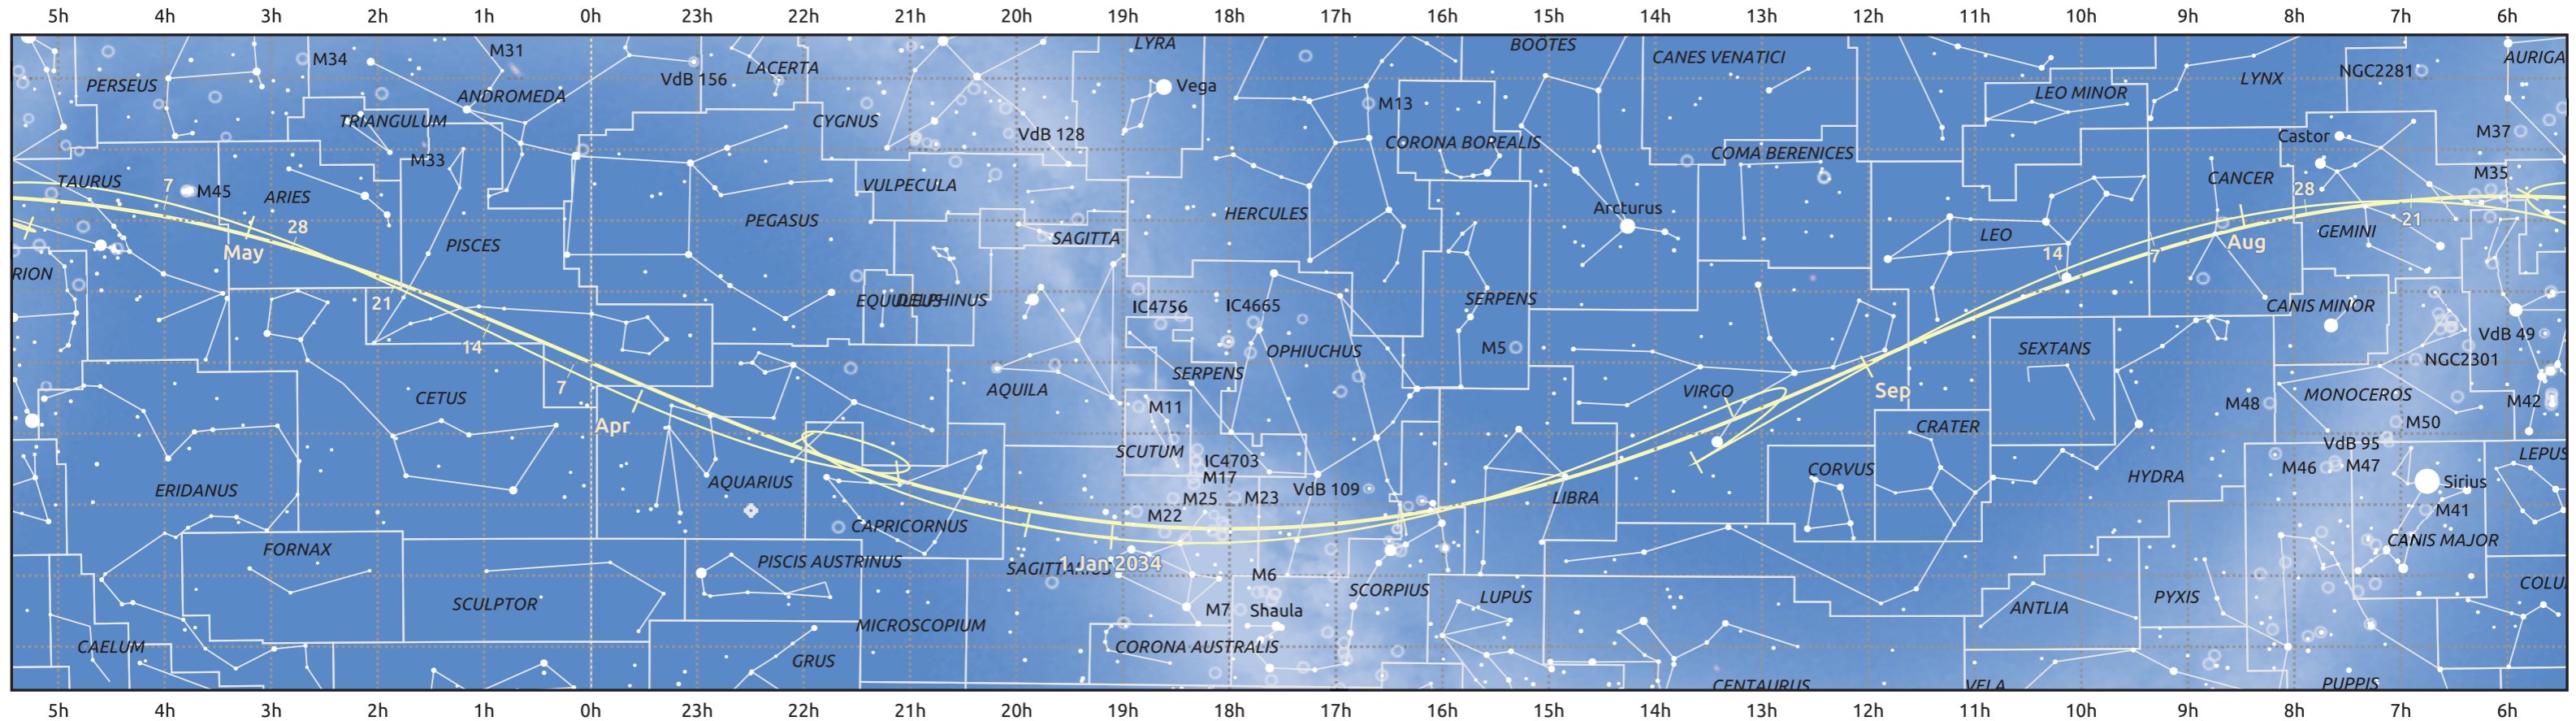 5h 4h 3h 2h 1h 0h 23h 22h 21h 20h 19h 18h 17h 16h 15h 14h 13h 12h 11h 10h 9h 8h 7h 6h
LYRA
BOOTES
M31
M34
CANES VENATICI
AURIGA
LACERTA
NGC2281
VdB 156
LYNX
PERSEUS
Vega
ANDROMEDA
LEO MINOR
M13
TRIANGULUM
CYGNUS
VdB 128
M37
Castor
CORONA BOREALIS
COMA BERENICES
M33
M35
TAURUS
7
M45
ARIES
VULPECULA
CANCER
28
Arcturus
HERCULES
PEGASUS
21
28
LEO
GEMINI
SAGITTA
PISCES
May
Aug
14
7
RION
EQUULEUS
DELPHINUS
SERPENS
21
IC4756
IC4665
CANIS MINOR
VdB 49
14
M5
OPHIUCHUS
SEXTANS
NGC2301
SERPENS
7
AQUILA
VIRGO
Sep
MONOCEROS
CETUS
M11
M48
M42
Apr
CRATER
M50
VdB 95
SCUTUM
LEPUS
IC4703
CORVUS
M46
M47
M17
HYDRA
AQUARIUS
Sirius
ERIDANUS
VdB 109
M25
M23
LIBRA
M22
M41
CAPRICORNUS
CANIS MAJOR
FORNAX
PISCIS AUSTRINUS
SAGITTARIUS
1 Jan 2034
M6
SCORPIUS
COLU
SCULPTOR
LUPUS
PYXIS
M7
Shaula
ANTLIA
MICROSCOPIUM
CAELUM
CORONA AUSTRALIS
GRUS
CENTAURUS
VELA
PUPPIS
5h 4h 3h 2h 1h 0h 23h 22h 21h 20h 19h 18h 17h 16h 15h 14h 13h 12h 11h 10h 9h 8h 7h 6h